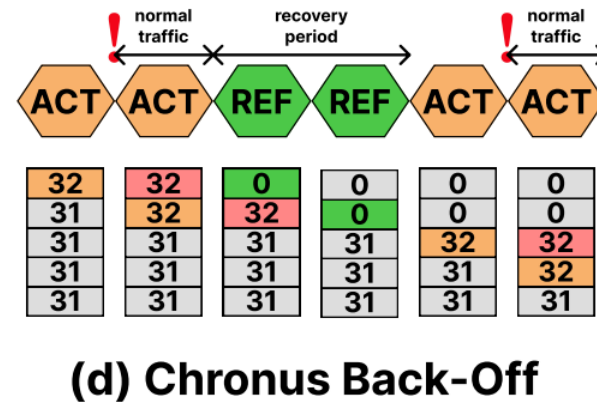 ! normal traffic recovery period ! normal traffic
ACT ACT REF REF ACT ACT
32 32 0 0 0 0
31 32 32 0 0 0
31 31 31 31 32 32
31 31 31 31 31 32
31 31 31 31 31 31
(d) Chronus Back-Off